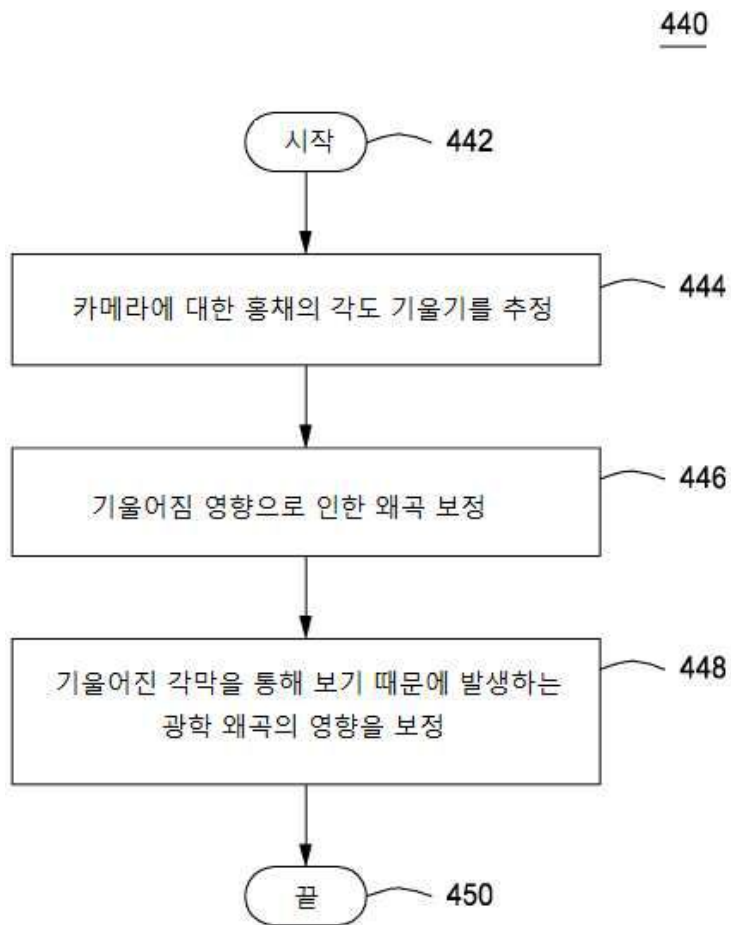 440
시작
442
카메라에 대한 홍채의 각도 기울기를 추정
444
기울어짐 영향으로 인한 왜곡 보정
446
기울어진 각막을 통해 보기 때문에 발생하는
광학 왜곡의 영향을 보정
448
끝
450